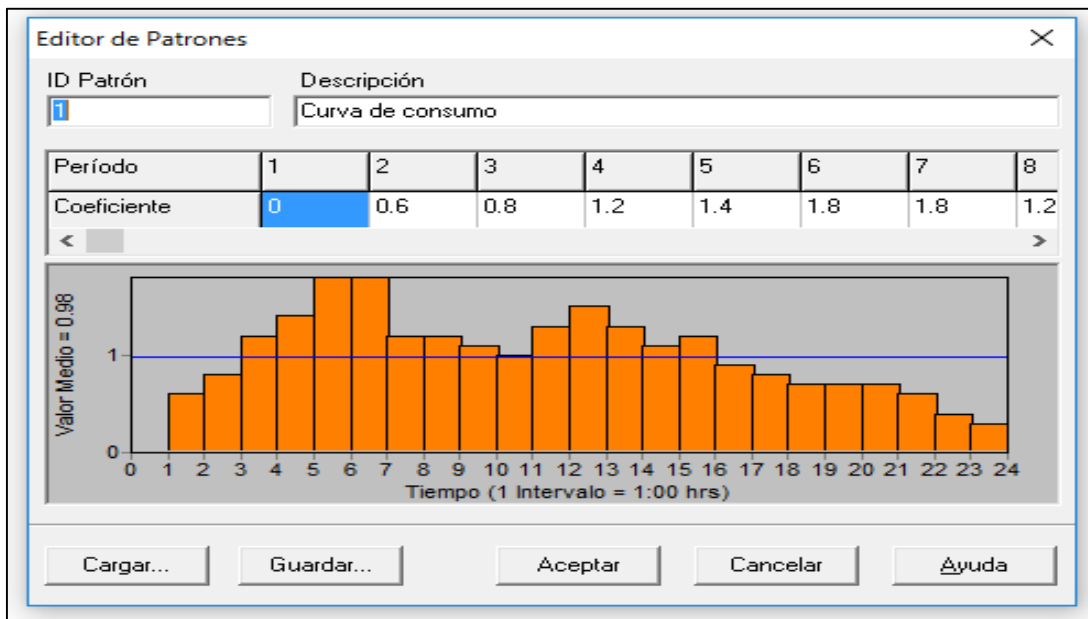 Editor de Patrones
ID Patrón Descripción
1 Curva de consumo
Período 1 2 3 4 5 6 7 8
Coeficiente 0 0.6 0.8 1.2 1.4 1.8 1.8 1.2
Valor Medio = 0.98
1
0
0 1 2 3 4 5 6 7 8 9 10 11 12 13 14 15 16 17 18 19 20 21 22 23 24
Tiempo (1 Intervalo = 1:00 hrs)
Cargar... Guardar... Aceptar Cancelar Ayuda